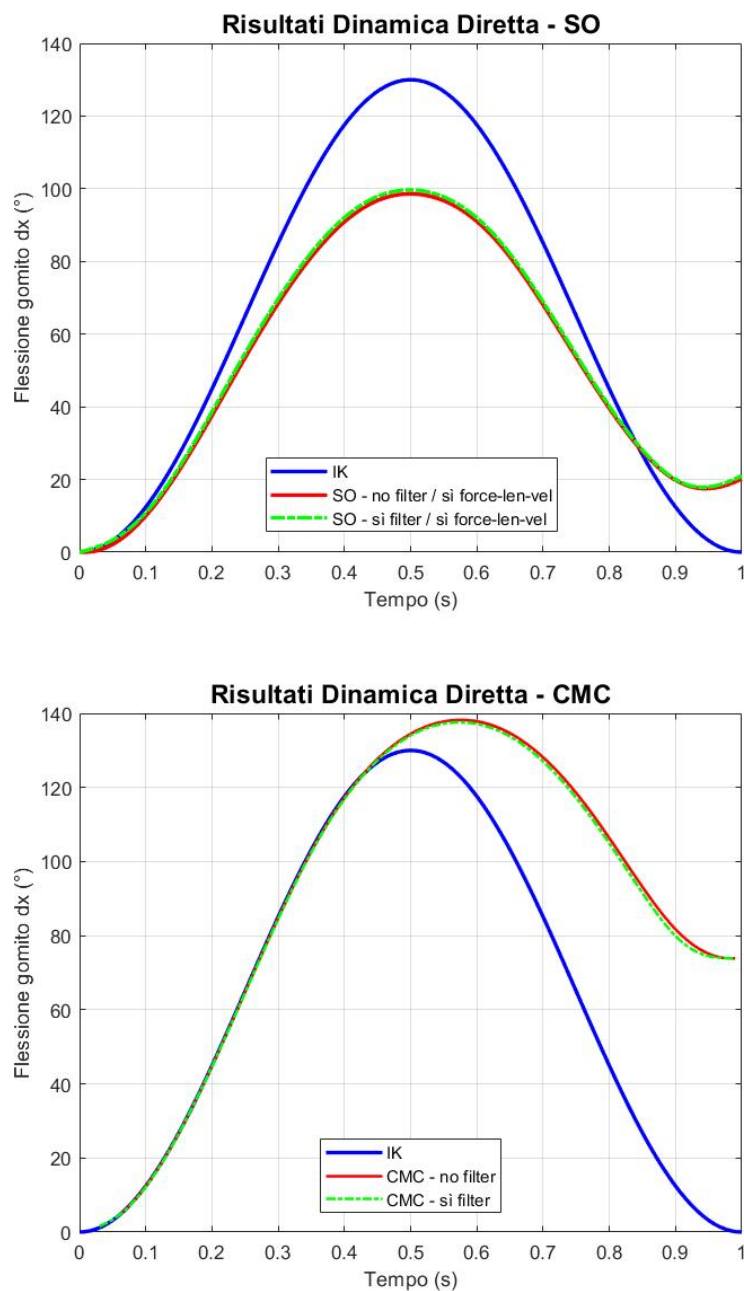 Risultati Dinamica Diretta - SO
140
120
100
80
60
40
20
0
Flessione gomito dx (°)
IK
SO - no filter / sì force-len-vel
SO - sì filter / sì force-len-vel
0 0.1 0.2 0.3 0.4 0.5 0.6 0.7 0.8 0.9 1
Tempo (s)
Risultati Dinamica Diretta - CMC
140
120
100
80
60
40
20
0
Flessione gomito dx (°)
IK
CMC - no filter
CMC - sì filter
0 0.1 0.2 0.3 0.4 0.5 0.6 0.7 0.8 0.9 1
Tempo (s)